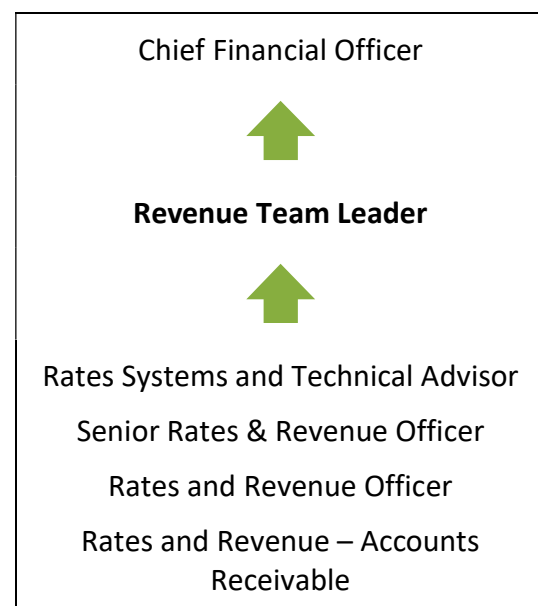 Chief Financial Officer
Revenue Team Leader
Rates Systems and Technical Advisor
Senior Rates & Revenue Officer
Rates and Revenue Officer
Rates and Revenue – Accounts
Receivable